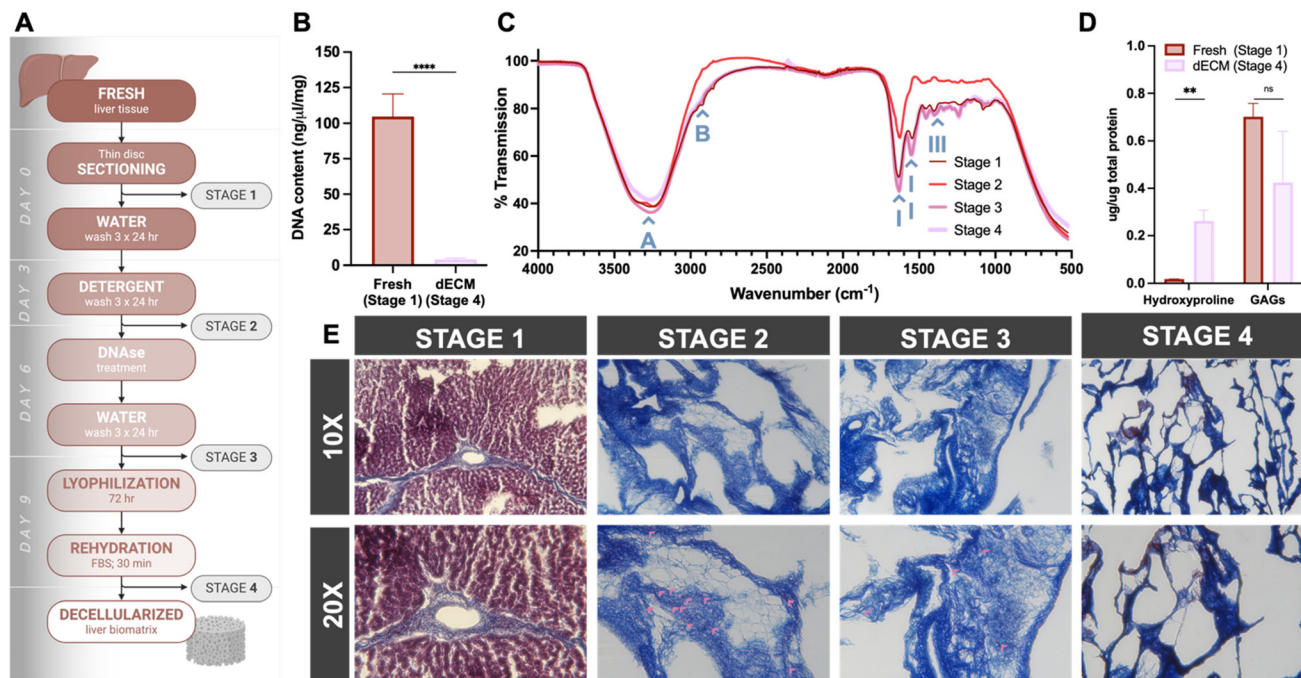 A
FRESH
liver tissue
DAY 0
Thin disc
SECTIONING
STAGE 1
WATER
wash 3 x 24 hr
DAY 3
DETERGENT
wash 3 x 24 hr
STAGE 2
DAY 6
DNAse
treatment
WATER
wash 3 x 24 hr
STAGE 3
DAY 9
LYOPHILIZATION
72 hr
REHYDRATION
FBS; 30 min
STAGE 4
DECELLULARIZED
liver biomatrix
B
DNA content (ng/µl/mg)
150
125
100
75
50
25
0
****
Fresh
(Stage 1)
dECM
(Stage 4)
C
% Transmission
100
80
60
40
20
A
B
I
I
I
III
Stage 1
Stage 2
Stage 3
Stage 4
4000
3500
3000
2500
2000
1500
1000
500
Wavenumber (cm-1)
D
ug/ug total protein
1.0
0.8
0.6
0.4
0.2
0.0
Fresh (Stage 1)
dECM (Stage 4)
**
ns
Hydroxyproline
GAGs
E
STAGE 1
STAGE 2
STAGE 3
STAGE 4
10X
20X